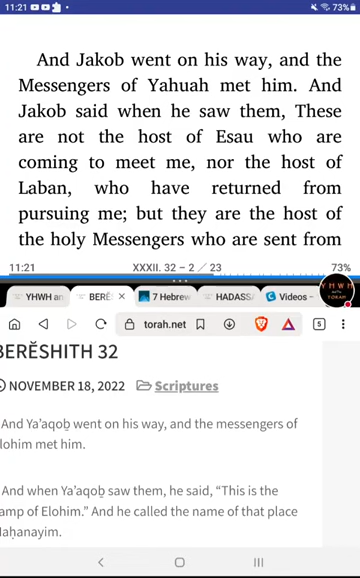 11:21
73%
And Jakob went on his way, and the
Messengers of Yahuah met him. And
Jakob said when he saw them, These
are not the host of Esau who are
coming to meet me, nor the host of
Laban, who have returned from
pursuing me; but they are the host of
the holy Messengers who are sent from
11:21 XXXII. 32 – 2 / 23 73%
YHWH an BERĔS 7 Hebrew HADASSA Videos –
YHWH
TORAH
torah.net 5
BERĔSHITH 32
NOVEMBER 18, 2022 Scriptures
And Ya’aqoḇ went on his way, and the messengers of
lohim met him.
And when Ya’aqoḇ saw them, he said, “This is the
amp of Elohim.” And he called the name of that place
aḥanayim.